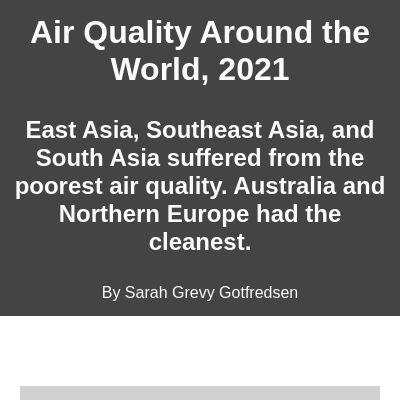 Air Quality Around the
World, 2021
East Asia, Southeast Asia, and
South Asia suffered from the
poorest air quality. Australia and
Northern Europe had the
cleanest.
By Sarah Grevy Gotfredsen